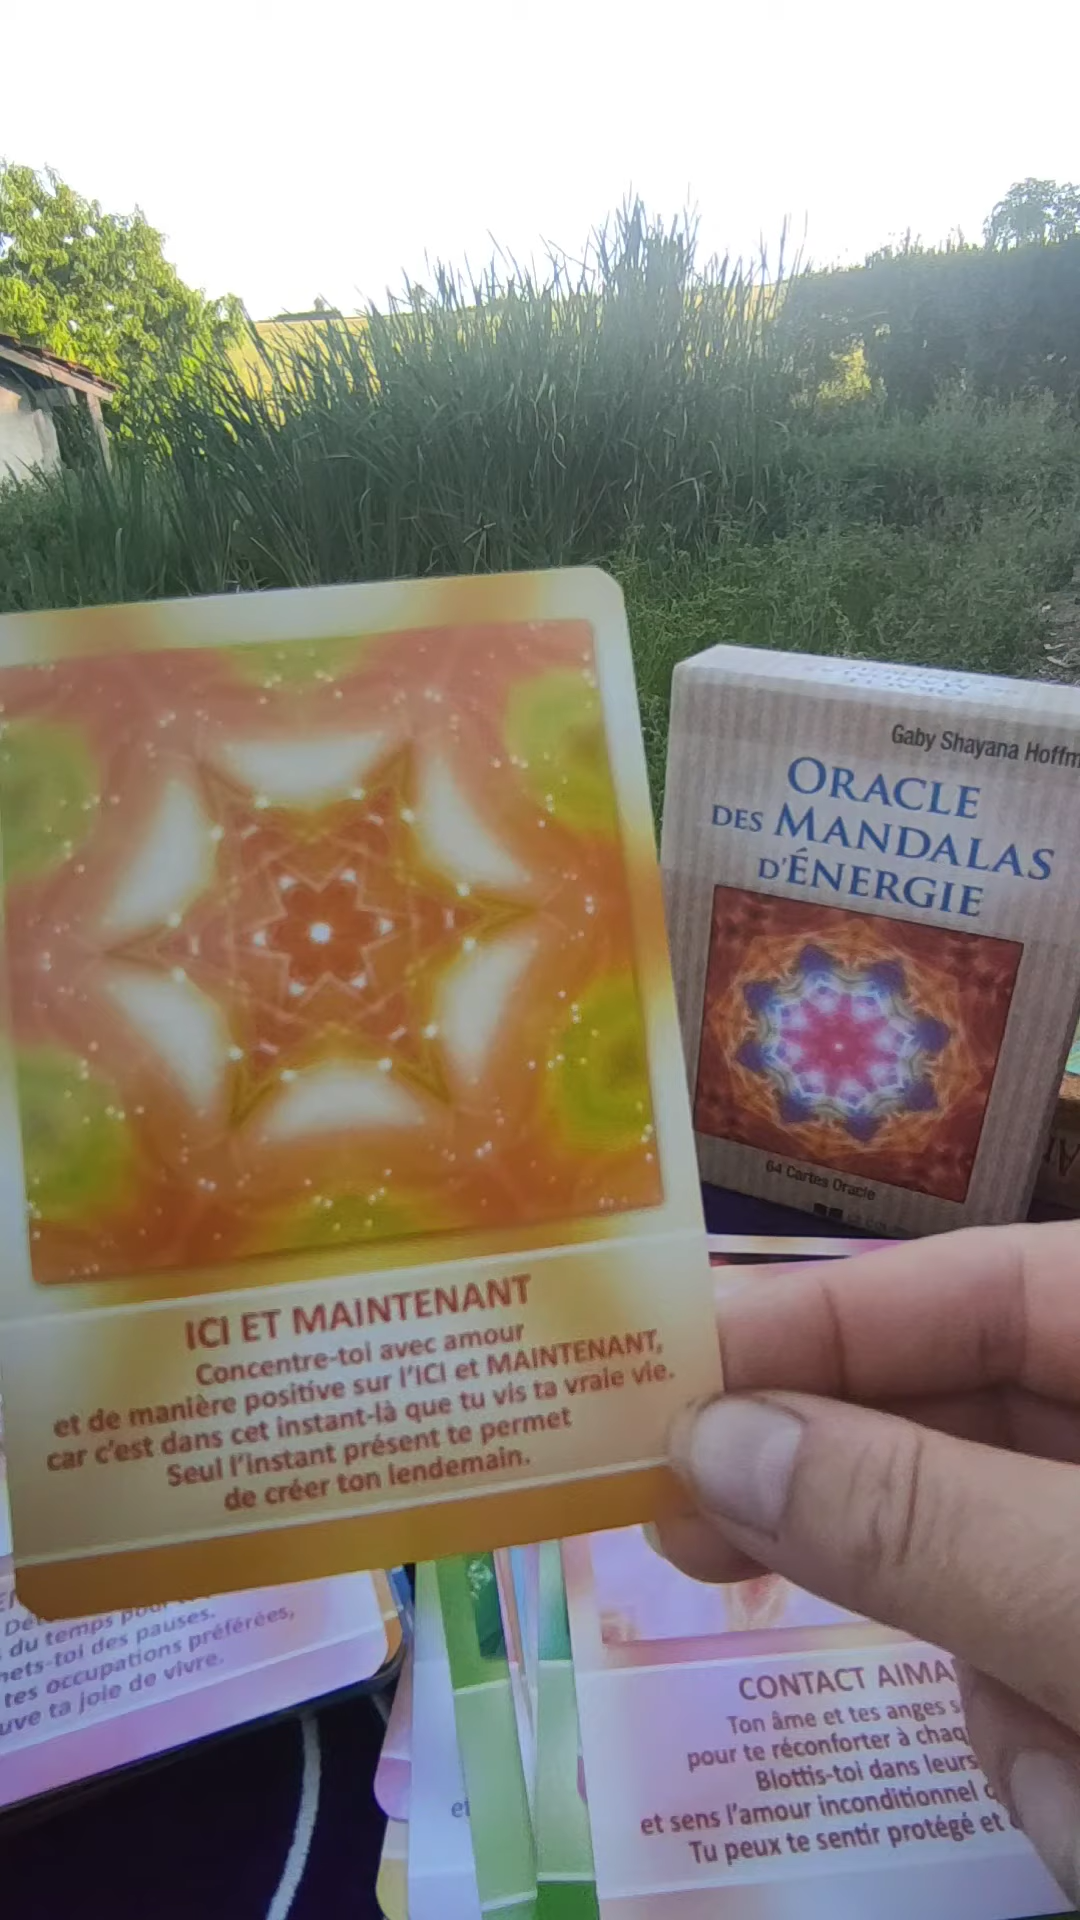 Gaby Shayana Hoffm
ORACLE
DES MANDALAS
D'ÉNERGIE
64 Cartes Oracle
ICI ET MAINTENANT
Concentre-toi avec amour
et de manière positive sur l'ICI et MAINTENANT,
car c'est dans cet instant-là que tu vis ta vraie vie.
Seul l'instant présent te permet
de créer ton lendemain.
du temps pour
mets-toi des pauses.
tes occupations préférées,
uve ta joie de vivre.
CONTACT AIMA
Ton âme et tes anges s
pour te réconforter à chaq
Blottis-toi dans leurs
et sens l'amour inconditionnel
Tu peux te sentir protégé et
et